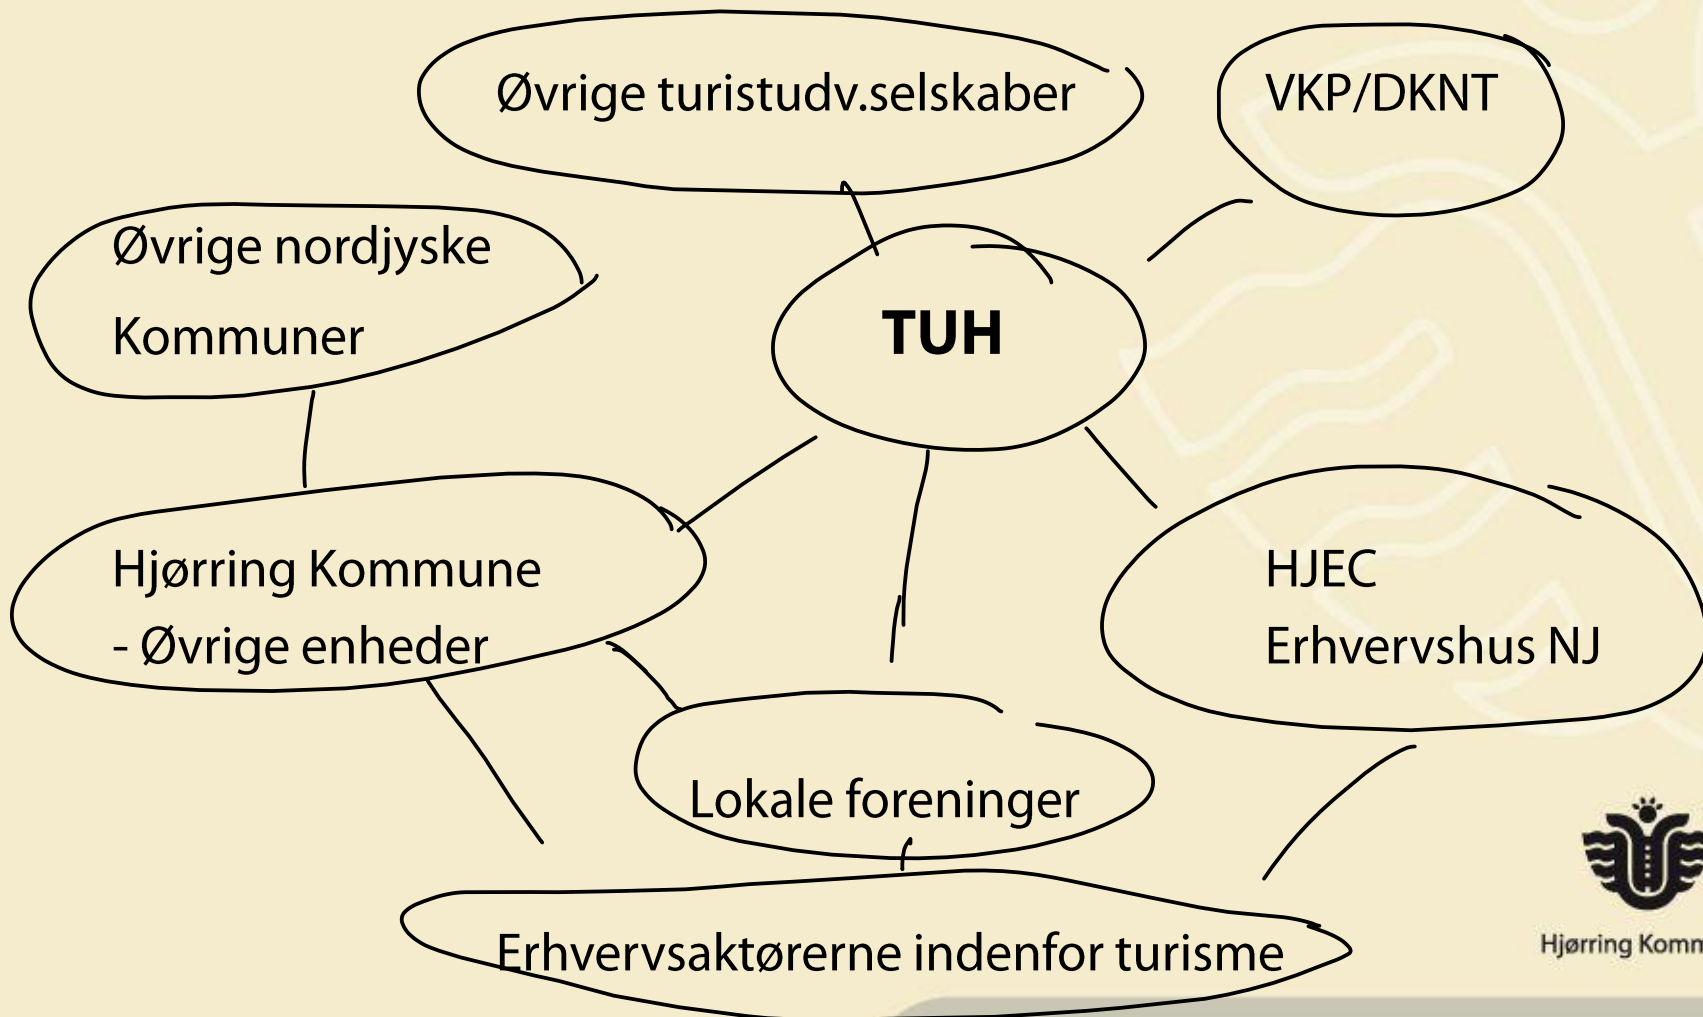 Øvrige turistudv.selskaber
VKP/DKNT
Øvrige nordjyske
Kommuner
TUH
Hjørring Kommune
- Øvrige enheder
HJEC
Erhvervshus NJ
Lokale foreninger
Erhvervsaktørerne indenfor turisme
Hjørring Komm